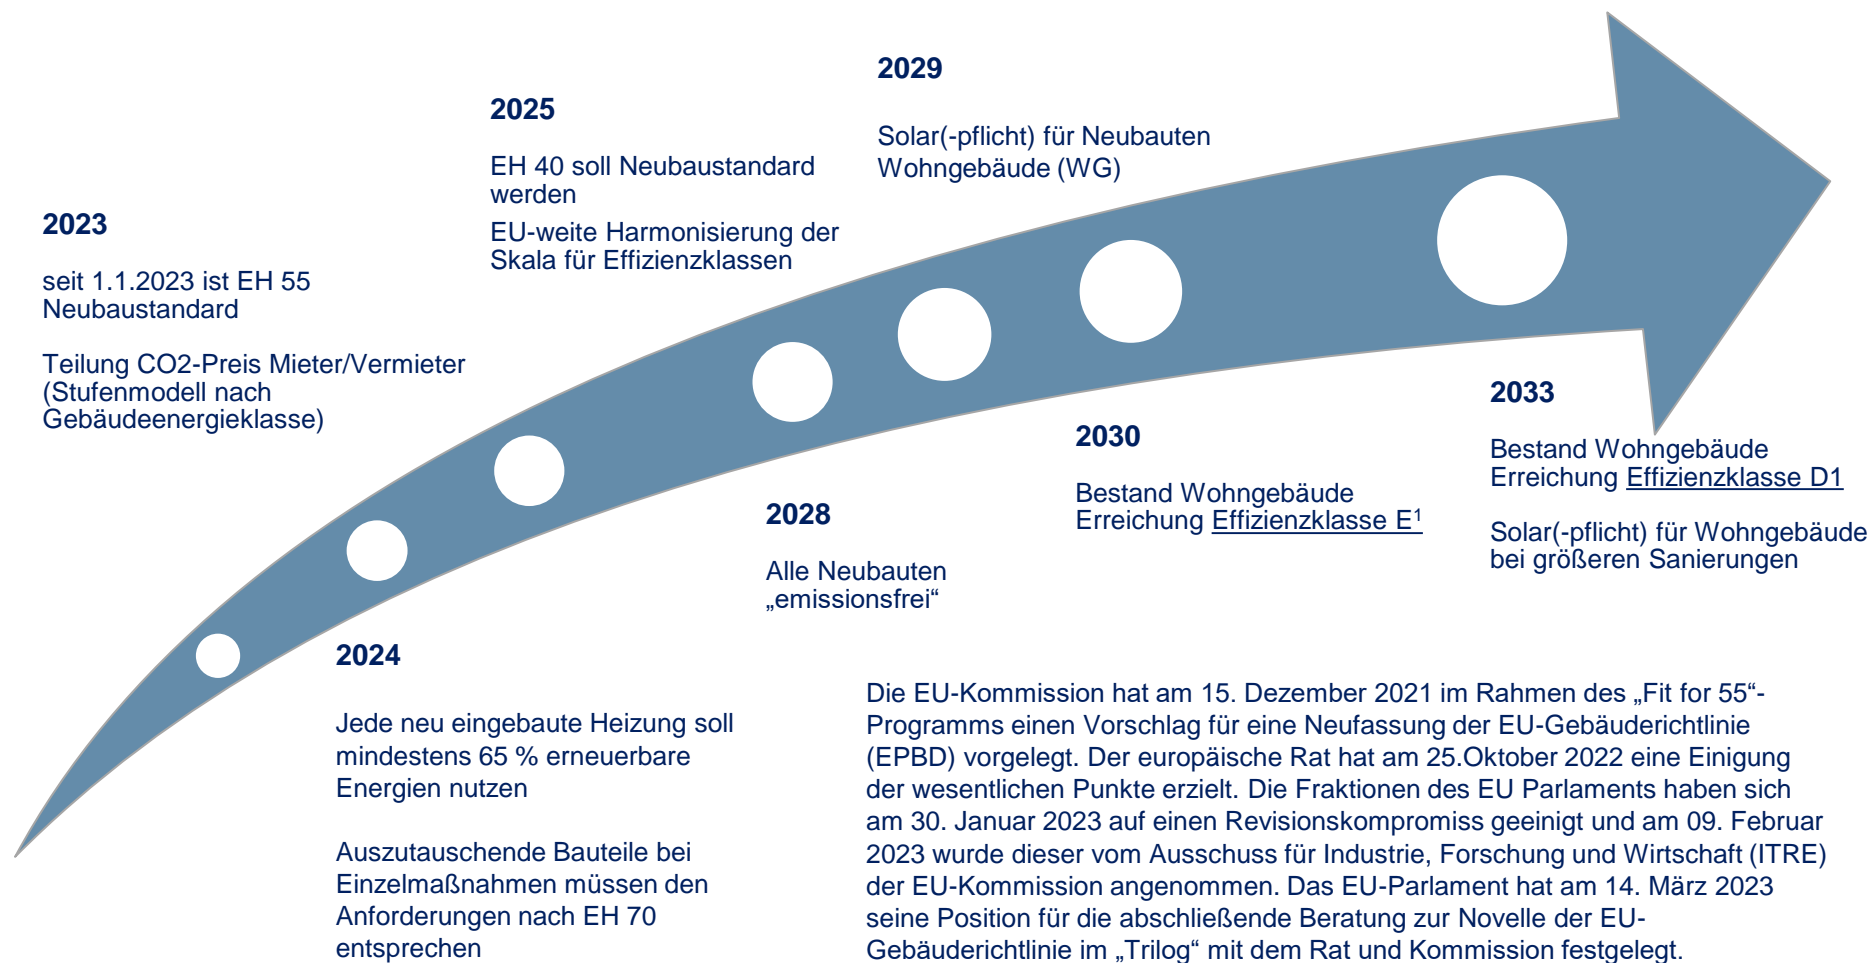 2023
seit 1.1.2023 ist EH 55
Neubaustandard
Teilung CO2-Preis Mieter/Vermieter
(Stufenmodell nach
Gebäudeenergieklasse)
2024
Jede neu eingebaute Heizung soll
mindestens 65 % erneuerbare
Energien nutzen
Auszutauschende Bauteile bei
Einzelmaßnahmen müssen den
Anforderungen nach EH 70
entsprechen
2025
EH 40 soll Neubaustandard
werden
EU-weite Harmonisierung der
Skala für Effizienzklassen
2028
Alle Neubauten
„emissionsfrei“
2029
Solar(-pflicht) für Neubauten
Wohngebäude (WG)
2030
Bestand Wohngebäude
Erreichung Effizienzklasse E¹
2033
Bestand Wohngebäude
Erreichung Effizienzklasse D1
Solar(-pflicht) für Wohngebäude
bei größeren Sanierungen
Die EU-Kommission hat am 15. Dezember 2021 im Rahmen des „Fit for 55“-
Programms einen Vorschlag für eine Neufassung der EU-Gebäuderichtlinie
(EPBD) vorgelegt. Der europäische Rat hat am 25.Oktober 2022 eine Einigung
der wesentlichen Punkte erzielt. Die Fraktionen des EU Parlaments haben sich
am 30. Januar 2023 auf einen Revisionskompromiss geeinigt und am 09. Februar
2023 wurde dieser vom Ausschuss für Industrie, Forschung und Wirtschaft (ITRE)
der EU-Kommission angenommen. Das EU-Parlament hat am 14. März 2023
seine Position für die abschließende Beratung zur Novelle der EU-
Gebäuderichtlinie im „Trilog“ mit dem Rat und Kommission festgelegt.